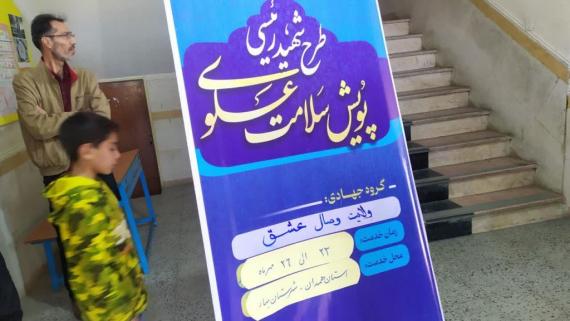 طرح شهید رئیسی
پویش سلامت علوی
گروه جهادی:
ولایت وصال عشق
زمان خدمت:
۲۳ الی ۲۶ مهرماه
محل خدمت:
استان همدان - شهرستان بهار